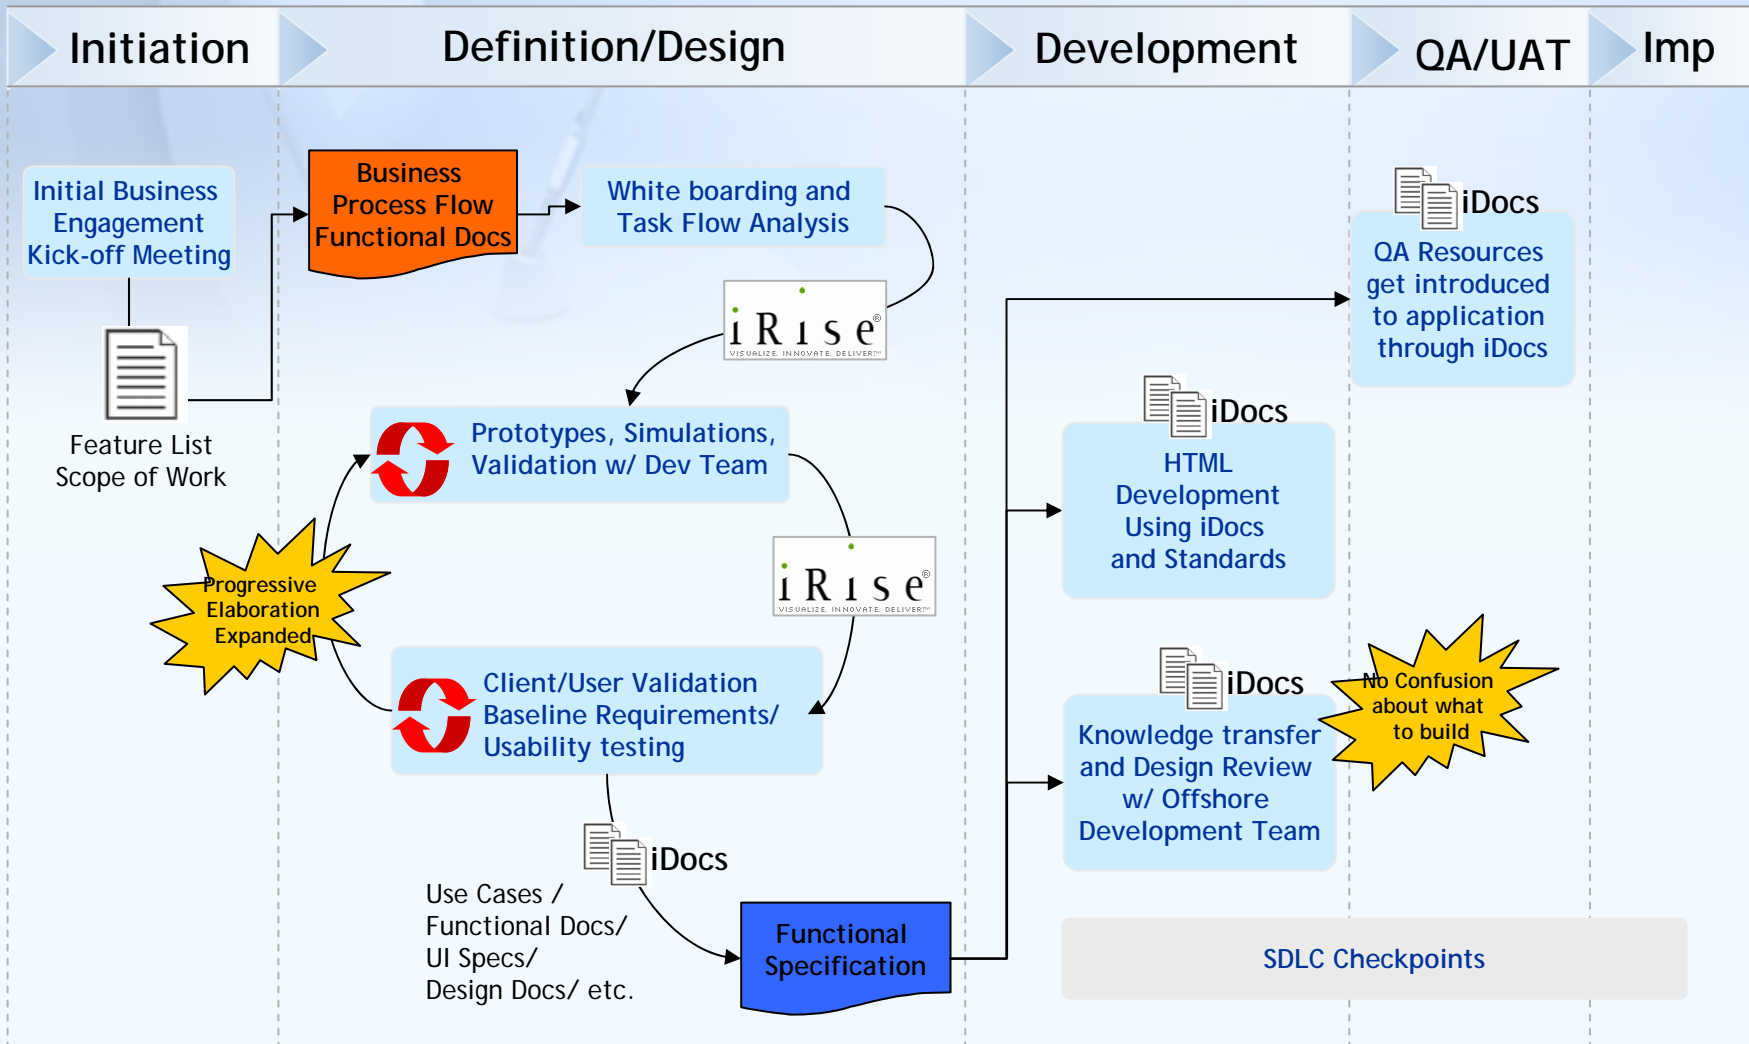 Initiation
Definition/Design
Development
QA/UAT
Imp
Initial Business
Engagement
Kick-off Meeting
Feature List
Scope of Work
Business
Process Flow
Functional Docs
White boarding and
Task Flow Analysis
iRise®
VISUALIZE. INNOVATE. DELIVER.™
Prototypes, Simulations,
Validation w/ Dev Team
iRise®
VISUALIZE. INNOVATE. DELIVER.™
Progressive
Elaboration
Expanded
Client/User Validation
Baseline Requirements/
Usability testing
iDocs
Use Cases /
Functional Docs/
UI Specs/
Design Docs/ etc.
Functional
Specification
iDocs
HTML
Development
Using iDocs
and Standards
iDocs
Knowledge transfer
and Design Review
w/ Offshore
Development Team
iDocs
QA Resources
get introduced
to application
through iDocs
No Confusion
about what
to build
SDLC Checkpoints